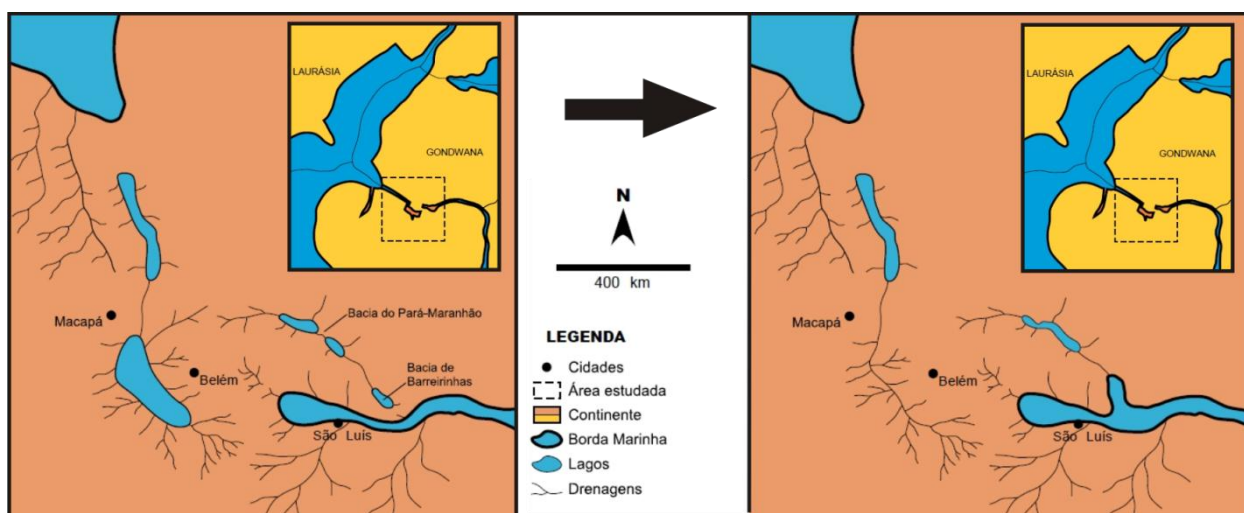 LAURÁSIA
GONDWANA
Macapá
Belém
Bacia do Pará-Maranhão
Bacia de
Barreirinhas
São Luís
N
400 km
LEGENDA
Cidades
Área estudada
Continente
Borda Marinha
Lagos
Drenagens
LAURÁSIA
GONDWANA
Macapá
Belém
São Luís